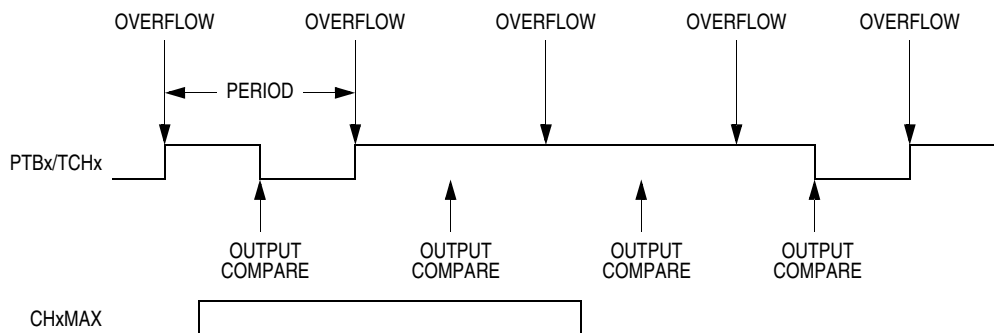 OVERFLOW OVERFLOW OVERFLOW OVERFLOW OVERFLOW
PERIOD
PTBx/TCHx
OUTPUT COMPARE
OUTPUT COMPARE
OUTPUT COMPARE
OUTPUT COMPARE
CHxMAX